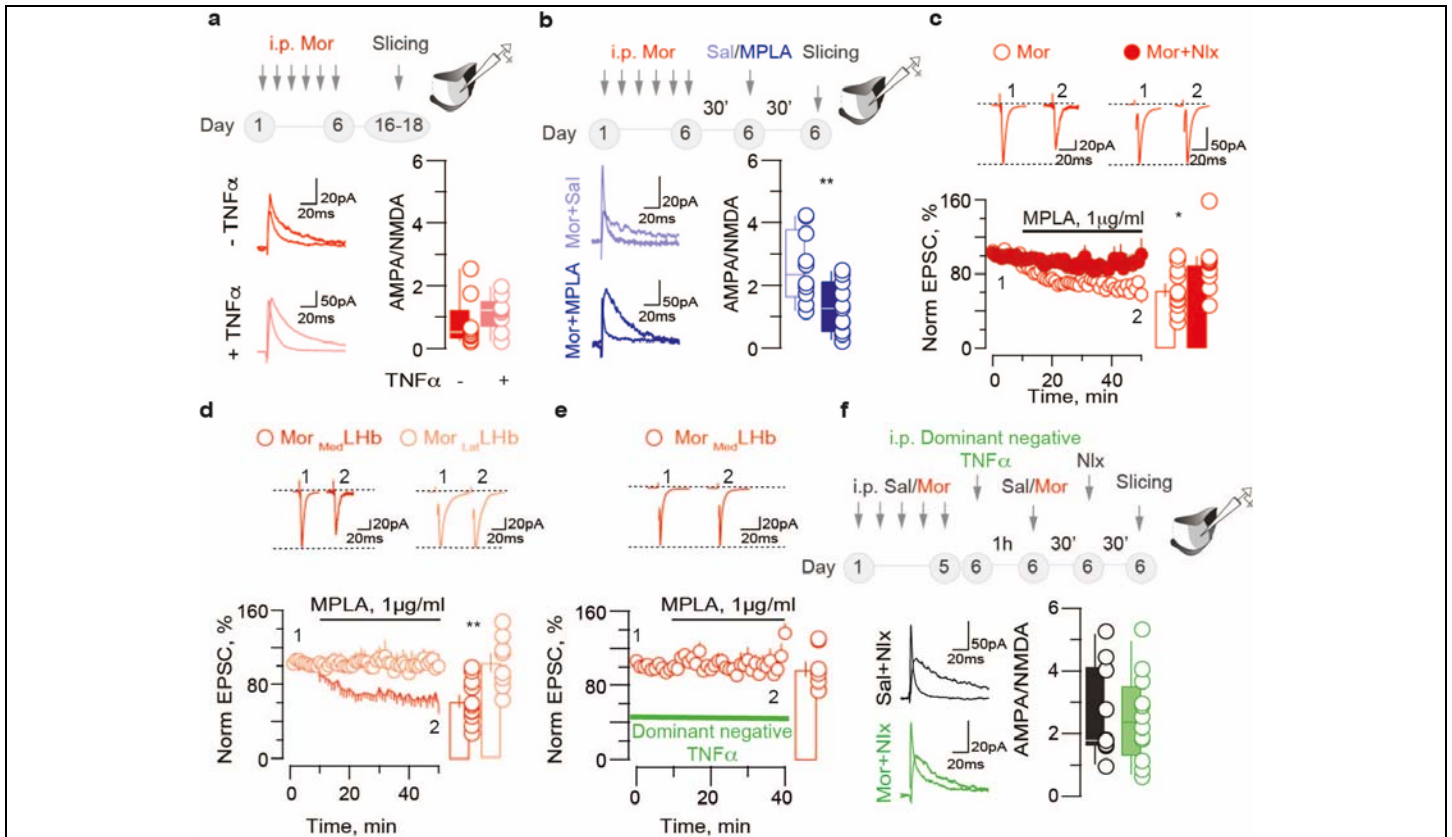 a
i.p. Mor
Slicing
Day 1 6 16-18
- TNFα
20pA
20ms
+ TNFα
50pA
20ms
AMPA/NMDA
6
4
2
0
TNFα - +
b
i.p. Mor
Sal/MPLA
Slicing
30' 30'
1 6 6 6
Mor+Sal
20pA
20ms
Mor+MPLA
50pA
20ms
AMPA/NMDA
6
4
2
0
**
c
Mor Mor+Nlx
1 2 1 2
20pA
20ms
50pA
20ms
Norm EPSC, %
160
80
0
MPLA, 1µg/ml
*
1
2
0 20 40
Time, min
d
Mor MedLHb Mor LatLHb
1 2 1 2
20pA
20ms
20pA
20ms
Norm EPSC, %
160
80
0
MPLA, 1µg/ml
**
1
2
0 20 40
Time, min
e
Mor MedLHb
1 2
20pA
20ms
Norm EPSC, %
160
80
0
MPLA, 1µg/ml
1
2
Dominant negative
TNFα
0 20 40
Time, min
f
i.p. Dominant negative
TNFα
Nlx
i.p. Sal/Mor
Sal/Mor
Slicing
1h 30' 30'
Day 1 5 6 6 6 6
Sal+Nlx
50pA
20ms
Mor+Nlx
20pA
20ms
AMPA/NMDA
6
4
2
0